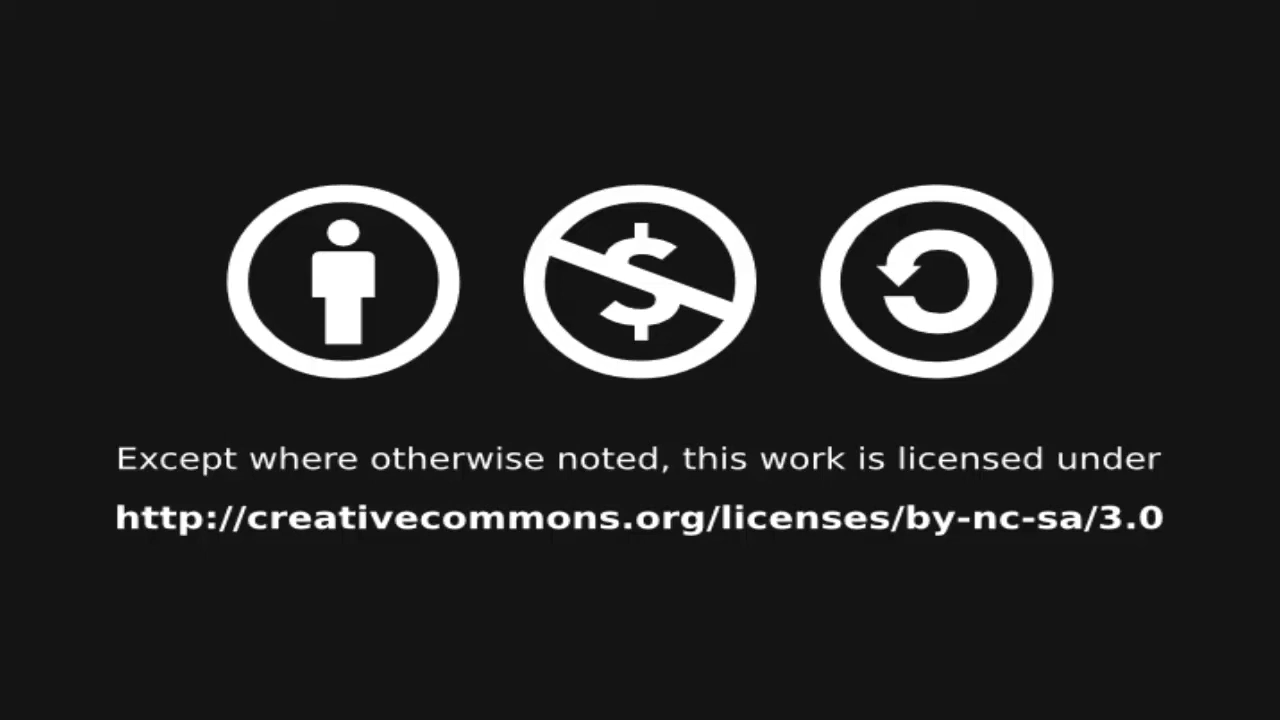 Except where otherwise noted, this work is licensed under
http://creativecommons.org/licenses/by-nc-sa/3.0